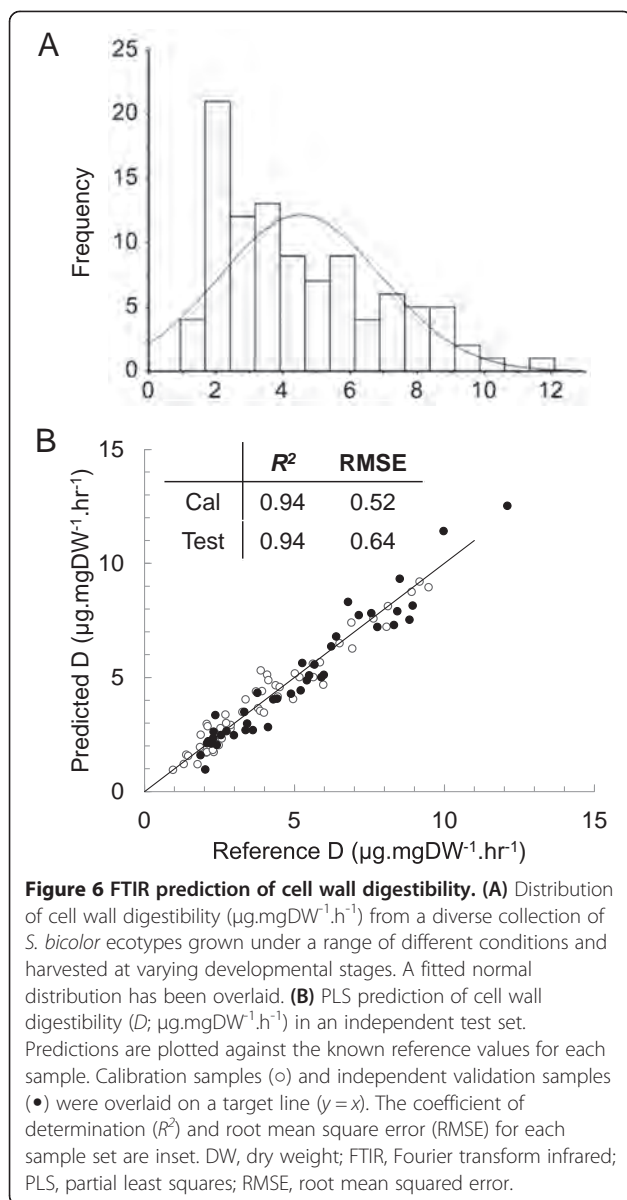 A
25
20
15
10
5
0
Frequency
0 2 4 6 8 10 12
B
15
10
5
0
Predicted D (µg.mgDW⁻¹.hr⁻¹)
R² RMSE
Cal 0.94 0.52
Test 0.94 0.64
0 5 10 15
Reference D (µg.mgDW⁻¹.hr⁻¹)
Figure 6 FTIR prediction of cell wall digestibility. (A) Distribution
of cell wall digestibility (µg.mgDW⁻¹.h⁻¹) from a diverse collection of
S. bicolor ecotypes grown under a range of different conditions and
harvested at varying developmental stages. A fitted normal
distribution has been overlaid. (B) PLS prediction of cell wall
digestibility (D; µg.mgDW⁻¹.h⁻¹) in an independent test set.
Predictions are plotted against the known reference values for each
sample. Calibration samples (○) and independent validation samples
(●) were overlaid on a target line (y = x). The coefficient of
determination (R²) and root mean square error (RMSE) for each
sample set are inset. DW, dry weight; FTIR, Fourier transform infrared;
PLS, partial least squares; RMSE, root mean squared error.